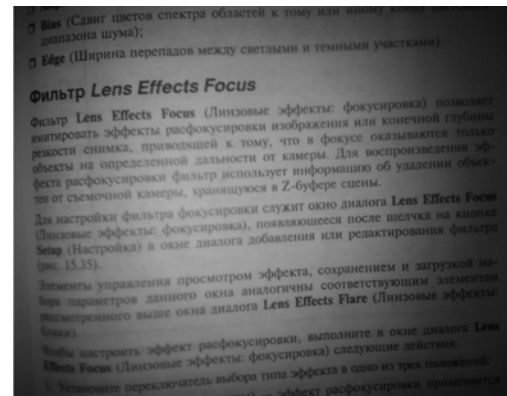 ❒ Bias (Сдвиг цветов спектра областей к тому или иному концу
диапазона шума);
❒ Edge (Ширина перепадов между светлыми и темными участками).
Фильтр Lens Effects Focus
Фильтр Lens Effects Focus (Линзовые эффекты: фокусировка) позволяет
имитировать эффекты расфокусировки изображения или конечной глубины
резкости снимка, приводящей к тому, что в фокусе оказываются только
объекты на определенной дальности от камеры. Для воспроизведения эф-
фекта расфокусировки фильтр использует информацию об удалении объек-
тов от съемочной камеры, хранящуюся в Z-буфере сцены.
Для настройки фильтра фокусировки служит окно диалога Lens Effects Focus
(Линзовые эффекты: фокусировка), появляющееся после щелчка на кнопке
Setup (Настройка) в окне диалога добавления или редактирования фильтра
(рис. 15.35).
Элементы управления просмотром эффекта, сохранением и загрузкой на-
бора параметров данного окна аналогичны соответствующим элементам
рассмотренного выше окна диалога Lens Effects Flare (Линзовые эффекты:
блики).
Чтобы настроить эффект расфокусировки, выполните в окне диалога Lens
Effects Focus (Линзовые эффекты: фокусировка) следующие действия.
1. Установите переключатель выбора типа эффекта в одно из трех положений:
эффект расфокусировки применяется